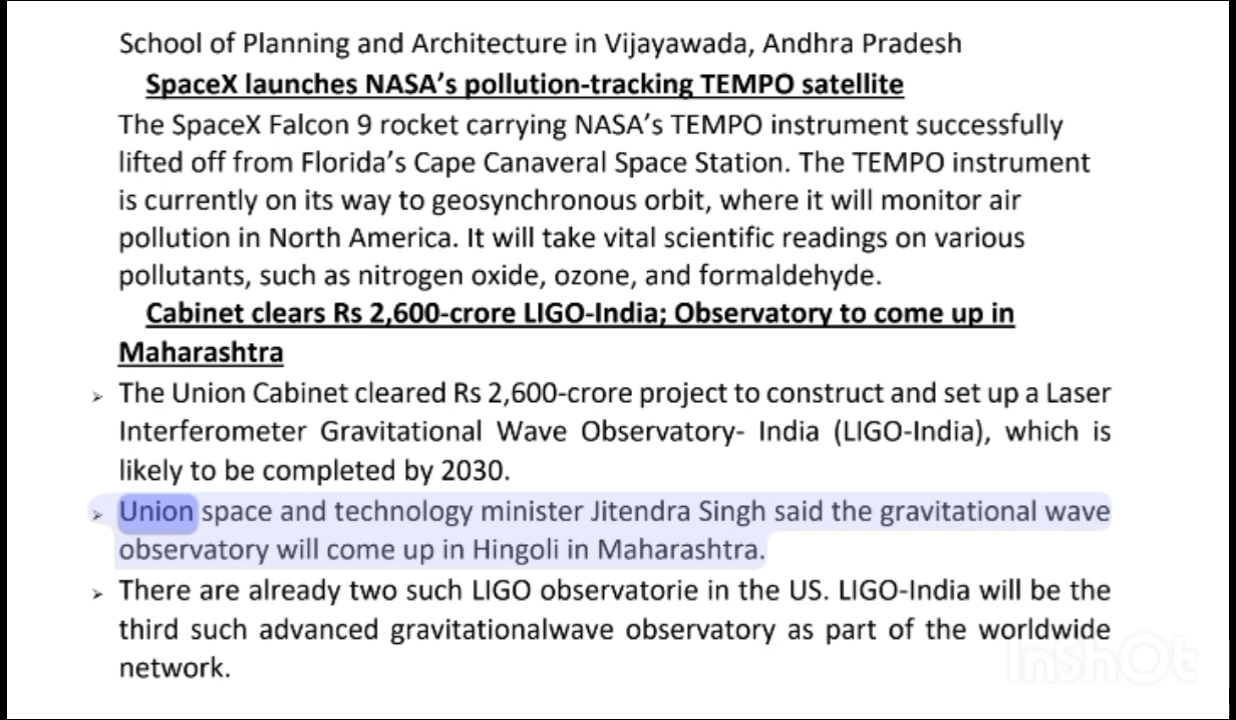 School of Planning and Architecture in Vijayawada, Andhra Pradesh
SpaceX launches NASA’s pollution-tracking TEMPO satellite
The SpaceX Falcon 9 rocket carrying NASA’s TEMPO instrument successfully
lifted off from Florida’s Cape Canaveral Space Station. The TEMPO instrument
is currently on its way to geosynchronous orbit, where it will monitor air
pollution in North America. It will take vital scientific readings on various
pollutants, such as nitrogen oxide, ozone, and formaldehyde.
Cabinet clears Rs 2,600-crore LIGO-India; Observatory to come up in
Maharashtra
➢ The Union Cabinet cleared Rs 2,600-crore project to construct and set up a Laser
Interferometer Gravitational Wave Observatory- India (LIGO-India), which is
likely to be completed by 2030.
➢ Union space and technology minister Jitendra Singh said the gravitational wave
observatory will come up in Hingoli in Maharashtra.
➢ There are already two such LIGO observatorie in the US. LIGO-India will be the
third such advanced gravitationalwave observatory as part of the worldwide
network.
InShOt